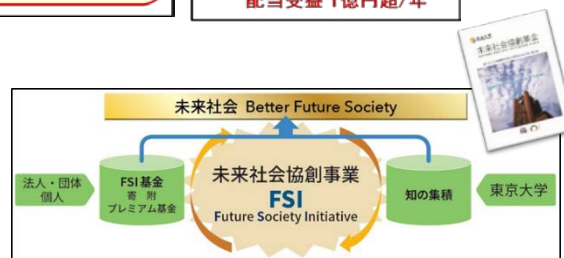 配当受益 1億円超/年
未来社会協創基金
未来社会 Better Future Society
法人・団体
個人
FSI基金
寄 附
プレミアム基金
未来社会協創事業
FSI
Future Society Initiative
知の集積
東京大学